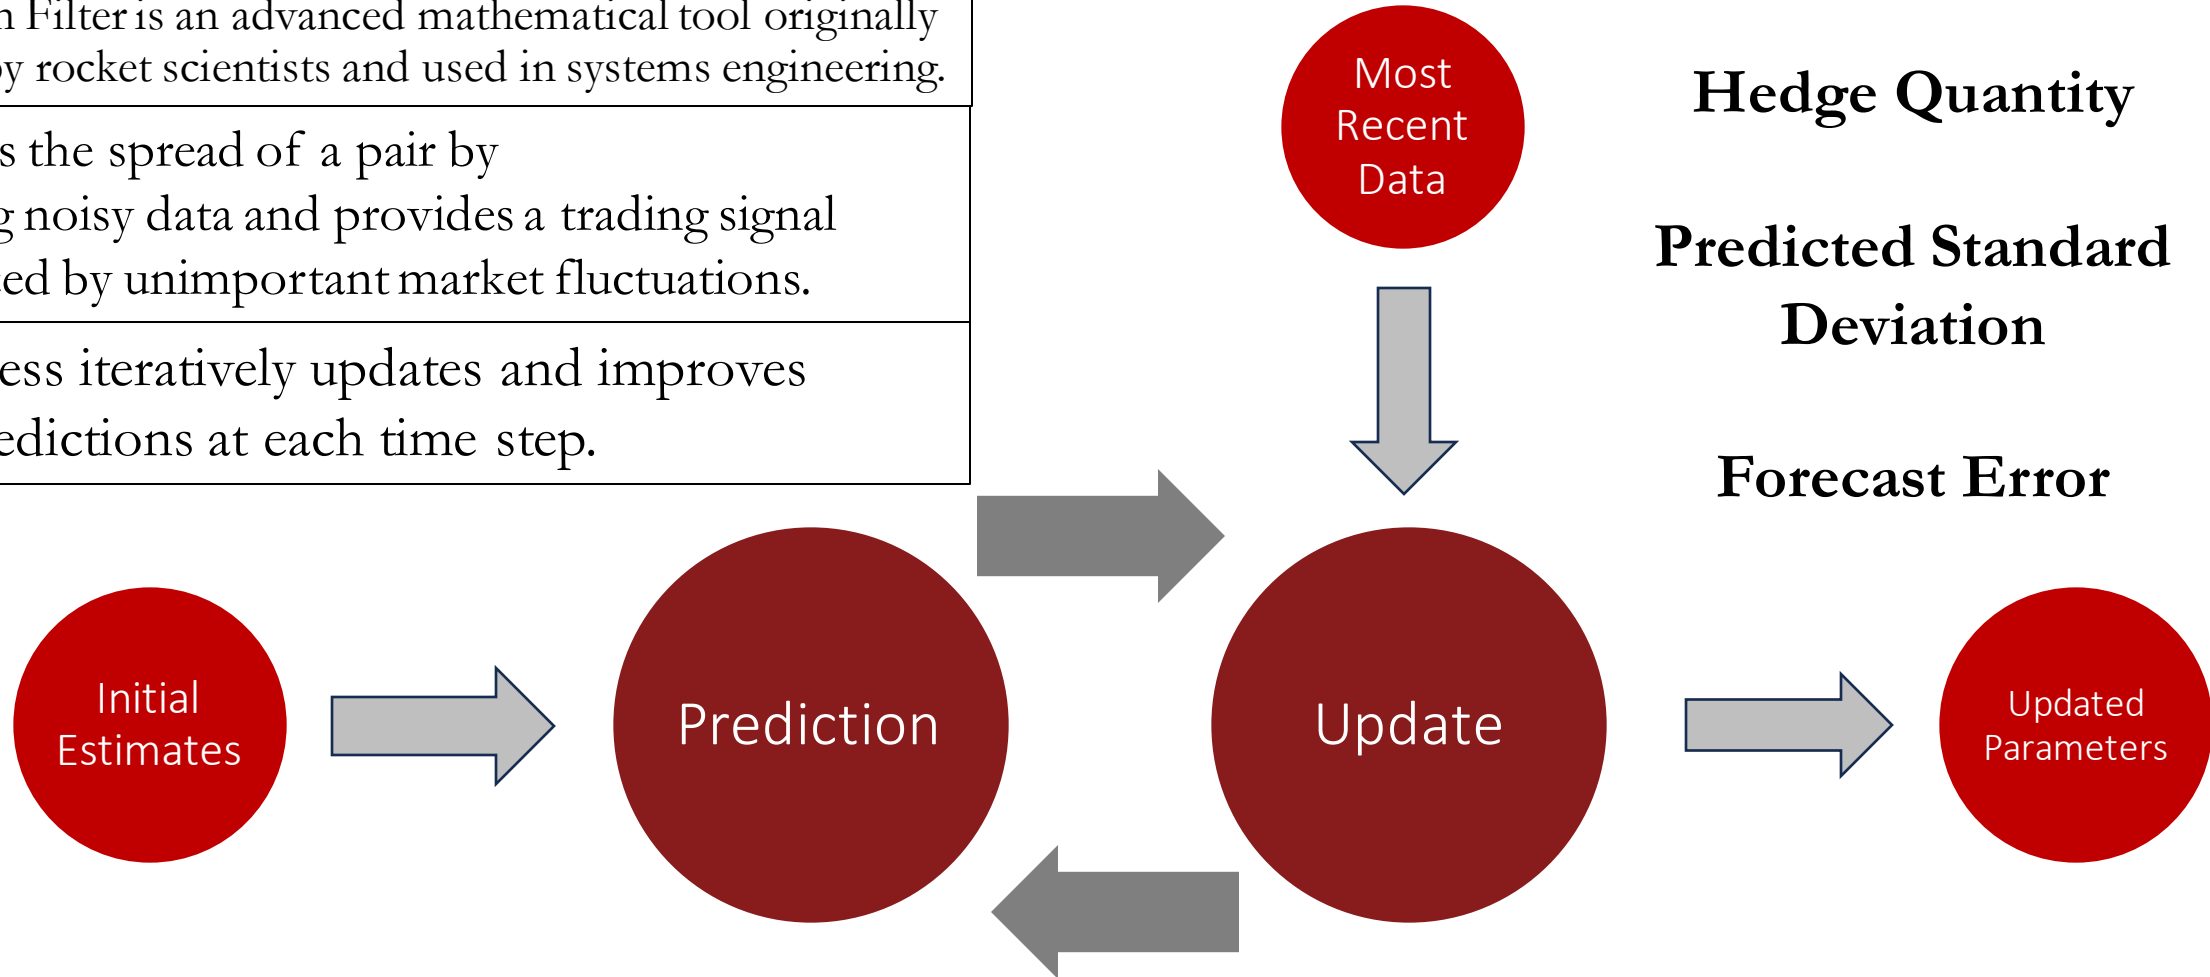 Filter is an advanced mathematical tool originally
by rocket scientists and used in systems engineering.
the spread of a pair by
noisy data and provides a trading signal
by unimportant market fluctuations.
iteratively updates and improves
at each time step.
Most
Recent
Data
Hedge Quantity
Predicted Standard
Deviation
Forecast Error
Initial
Estimates
Prediction
Update
Updated
Parameters